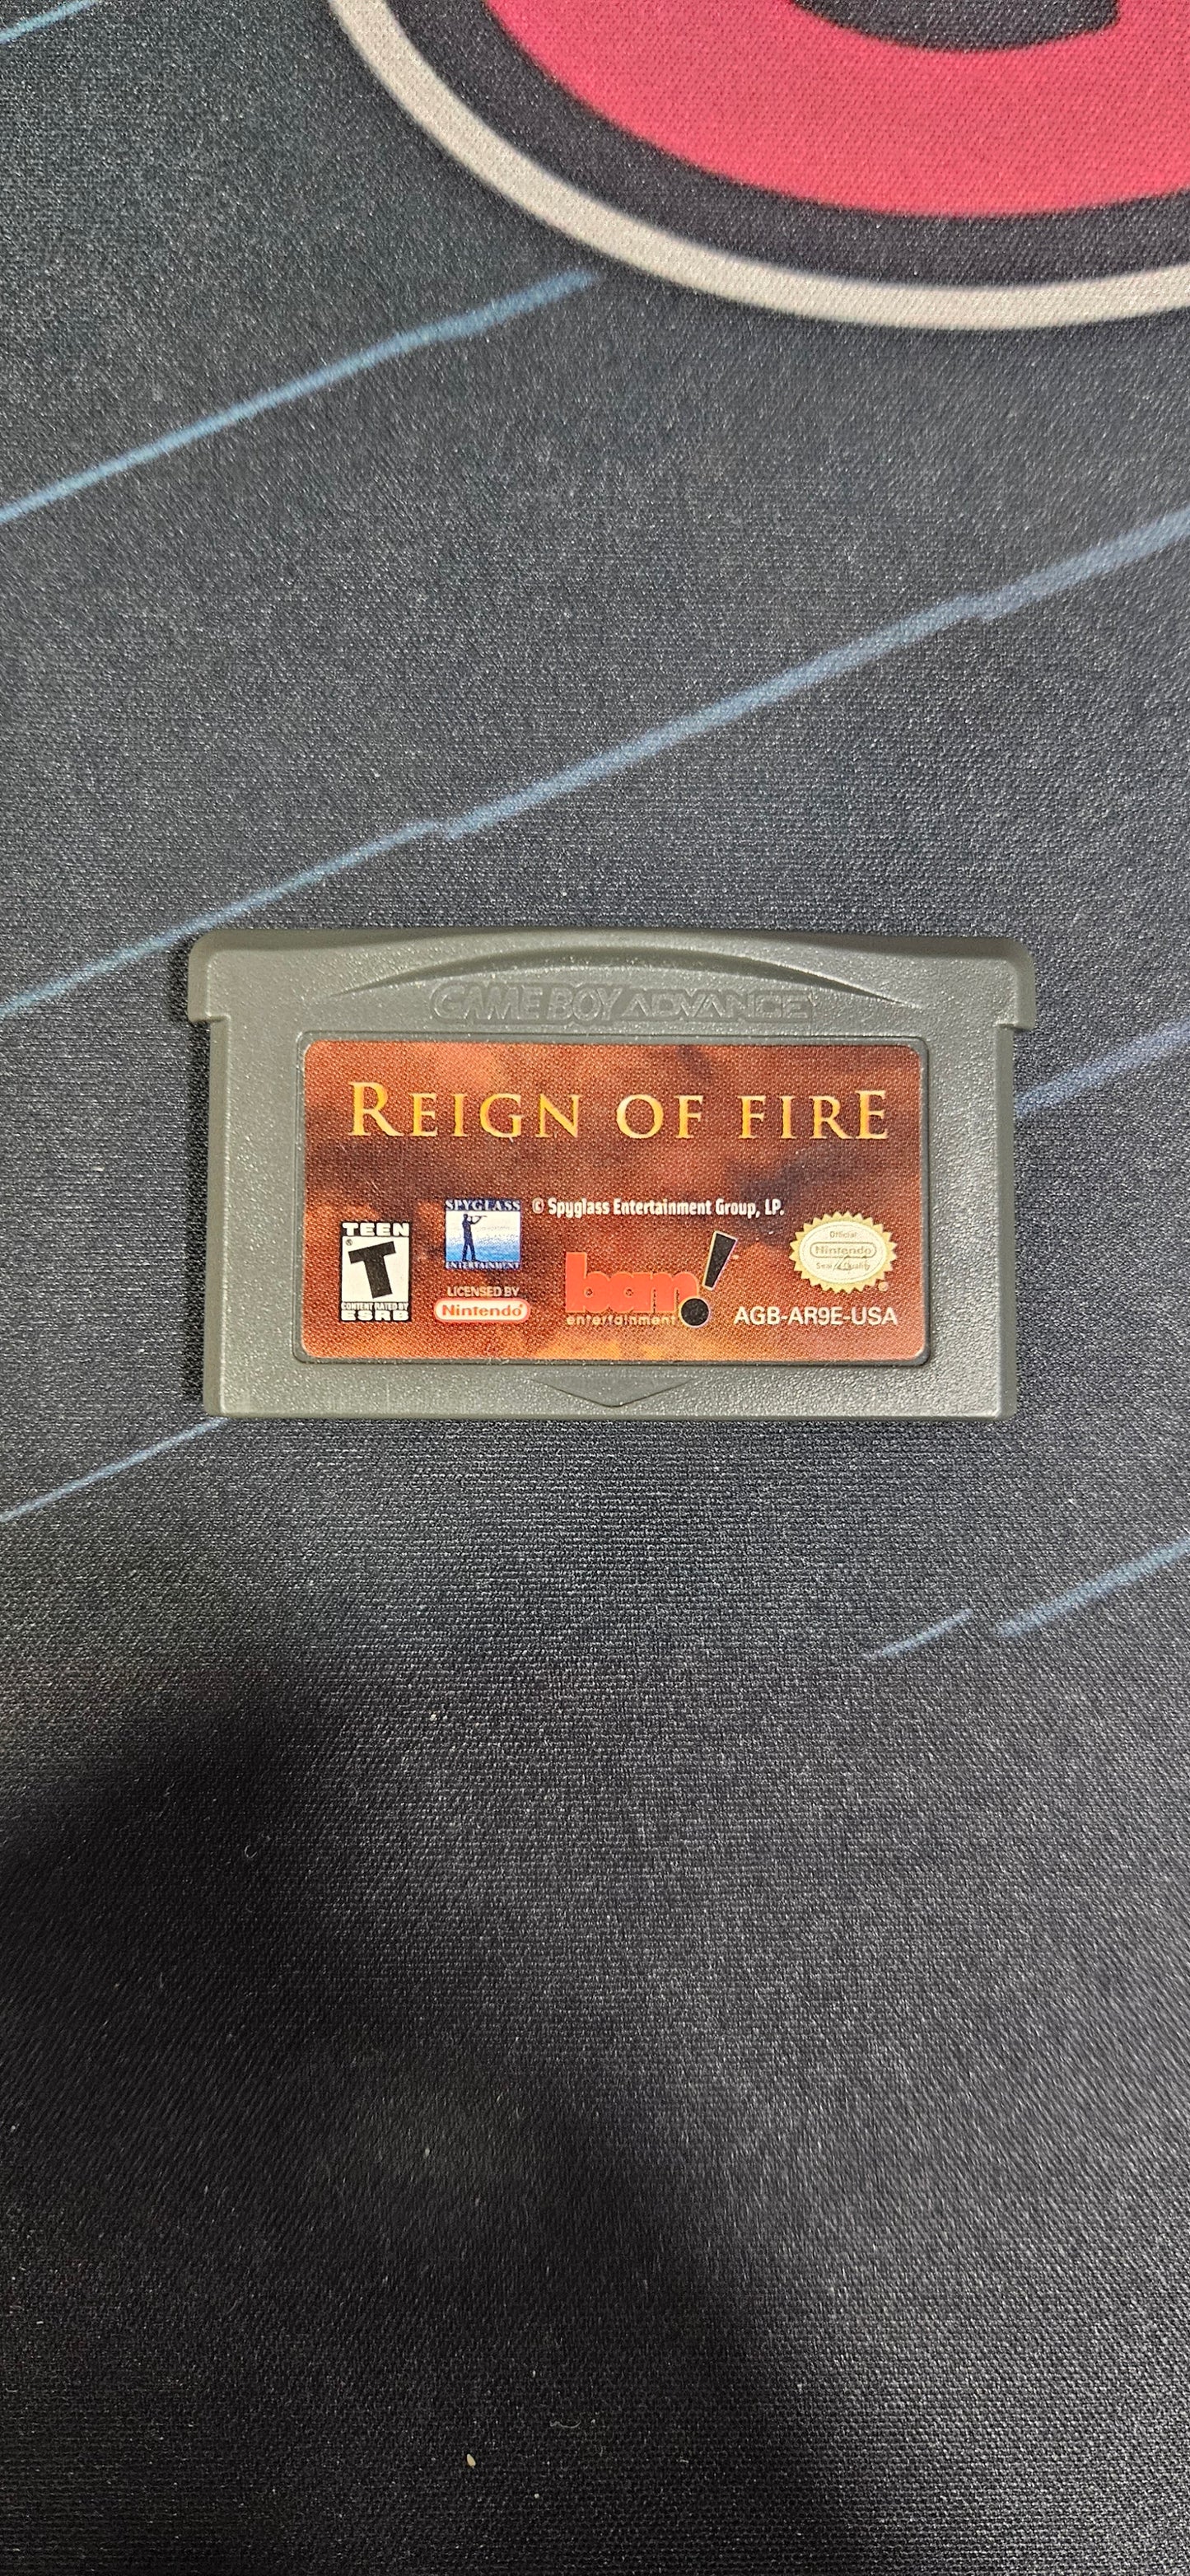 GAME BOY ADVANCE
REIGN OF FIRE
SPYGLASS
ENTERTAINMENT
© Spyglass Entertainment Group, LP.
TEEN
T
®
CONTENT RATED BY
ESRB
LICENSED BY
Nintendo®
bam!
entertainment
Official
Nintendo
Seal of Quality
®
AGB-AR9E-USA